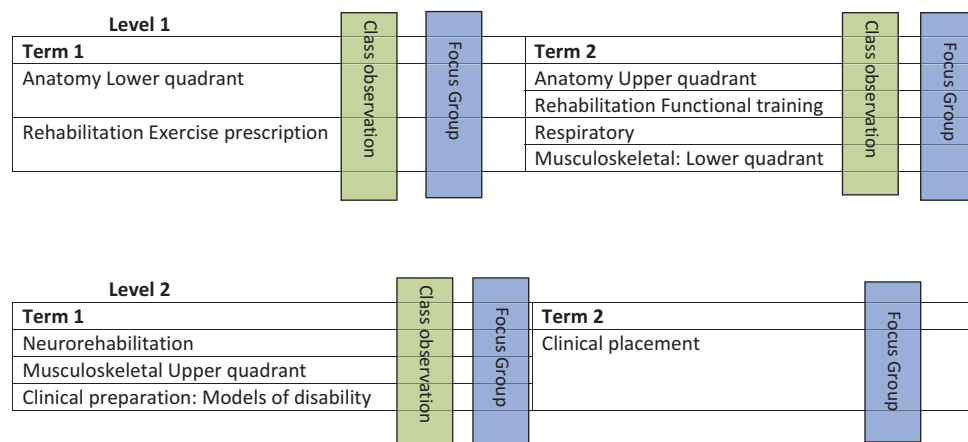 Level 1
Term 1
Anatomy Lower quadrant
Rehabilitation Exercise prescription
Class observation
Focus Group
Term 2
Anatomy Upper quadrant
Rehabilitation Functional training
Respiratory
Musculoskeletal: Lower quadrant
Class observation
Focus Group
Level 2
Term 1
Neurorehabilitation
Musculoskeletal Upper quadrant
Clinical preparation: Models of disability
Class observation
Focus Group
Term 2
Clinical placement
Focus Group